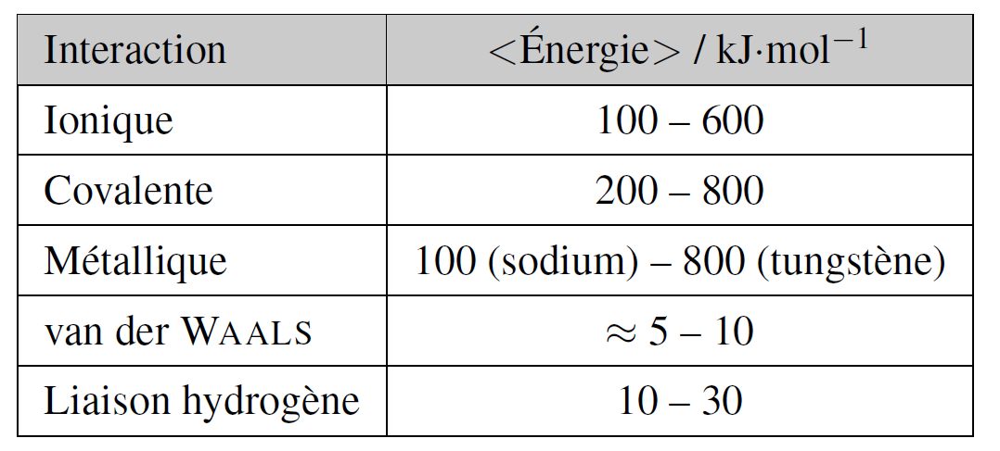 Interaction <Énergie> / kJ·mol⁻¹
Ionique 100 – 600
Covalente 200 – 800
Métallique 100 (sodium) – 800 (tungstène)
van der WAALS ≈ 5 – 10
Liaison hydrogène 10 – 30